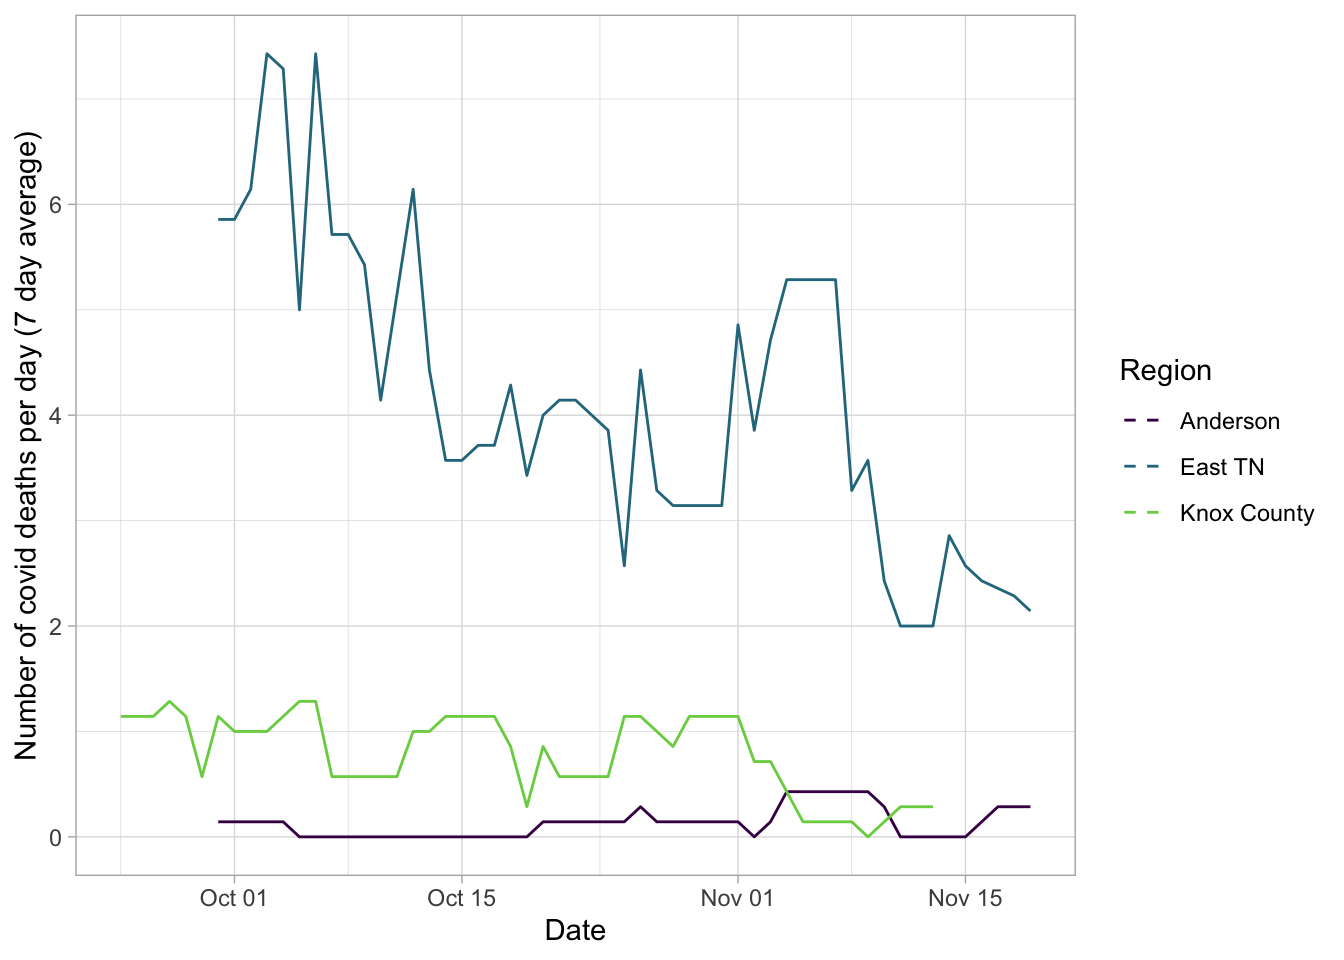 Number of covid deaths per day (7 day average)
6
4
2
0
Oct 01
Oct 15
Nov 01
Nov 15
Date
Region
Anderson
East TN
Knox County